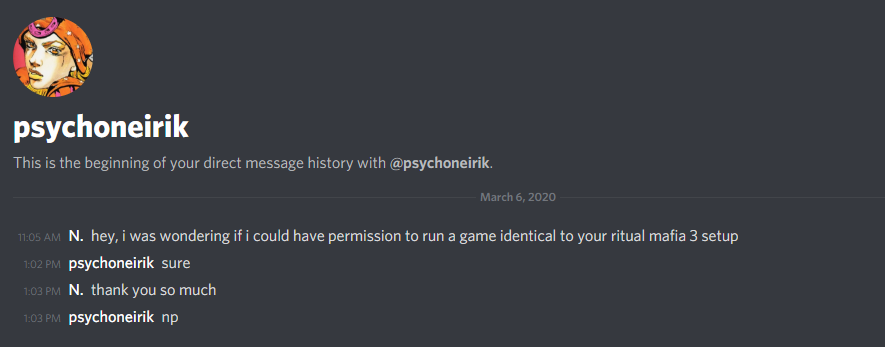 psychoneirik
This is the beginning of your direct message history with @psychoneirik.
March 6, 2020
11:05 AM N. hey, i was wondering if i could have permission to run a game identical to your ritual mafia 3 setup
1:02 PM psychoneirik sure
1:03 PM N. thank you so much
1:03 PM psychoneirik np